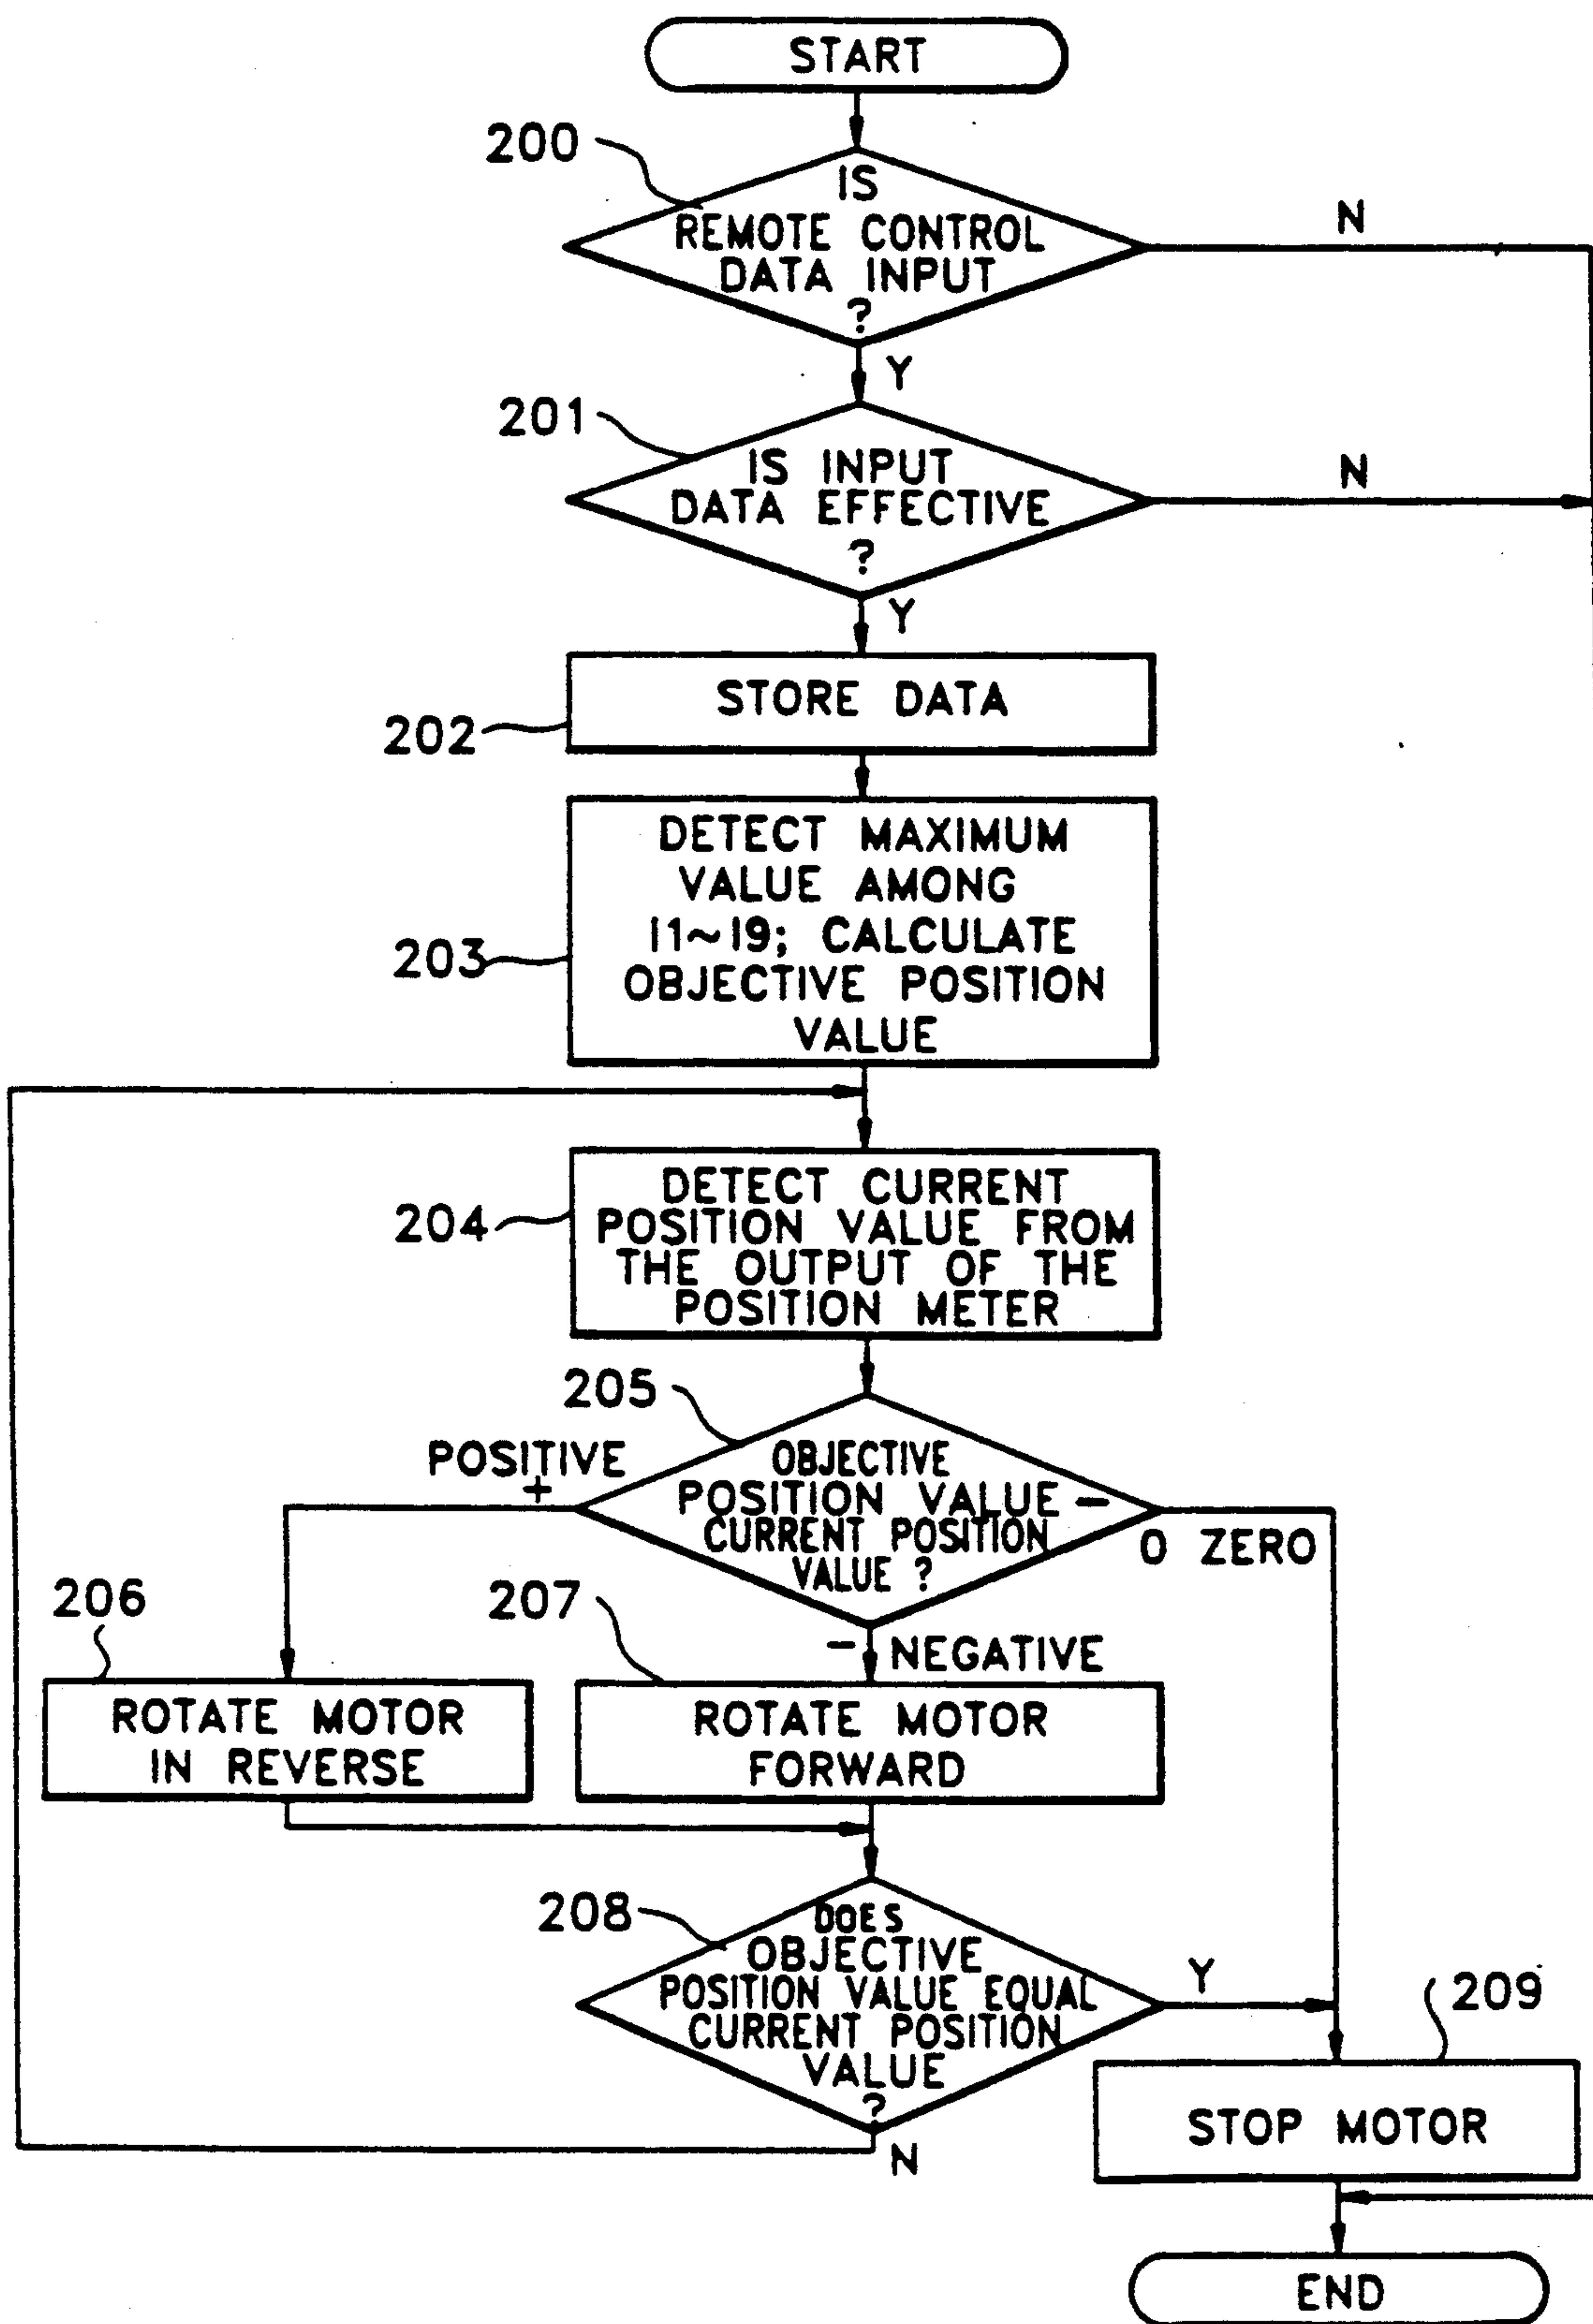 START
200
IS
REMOTE CONTROL
DATA INPUT
?
N
Y
201
IS INPUT
DATA EFFECTIVE
?
N
Y
STORE DATA
202
DETECT MAXIMUM
VALUE AMONG
I1~I9; CALCULATE
OBJECTIVE POSITION
VALUE
203
DETECT CURRENT
POSITION VALUE FROM
THE OUTPUT OF THE
POSITION METER
204
205
POSITIVE
+
OBJECTIVE
POSITION VALUE -
CURRENT POSITION
VALUE ?
0 ZERO
206
207
- NEGATIVE
ROTATE MOTOR
IN REVERSE
ROTATE MOTOR
FORWARD
208
DOES
OBJECTIVE
POSITION VALUE EQUAL
CURRENT POSITION
VALUE
?
Y
209
N
STOP MOTOR
END